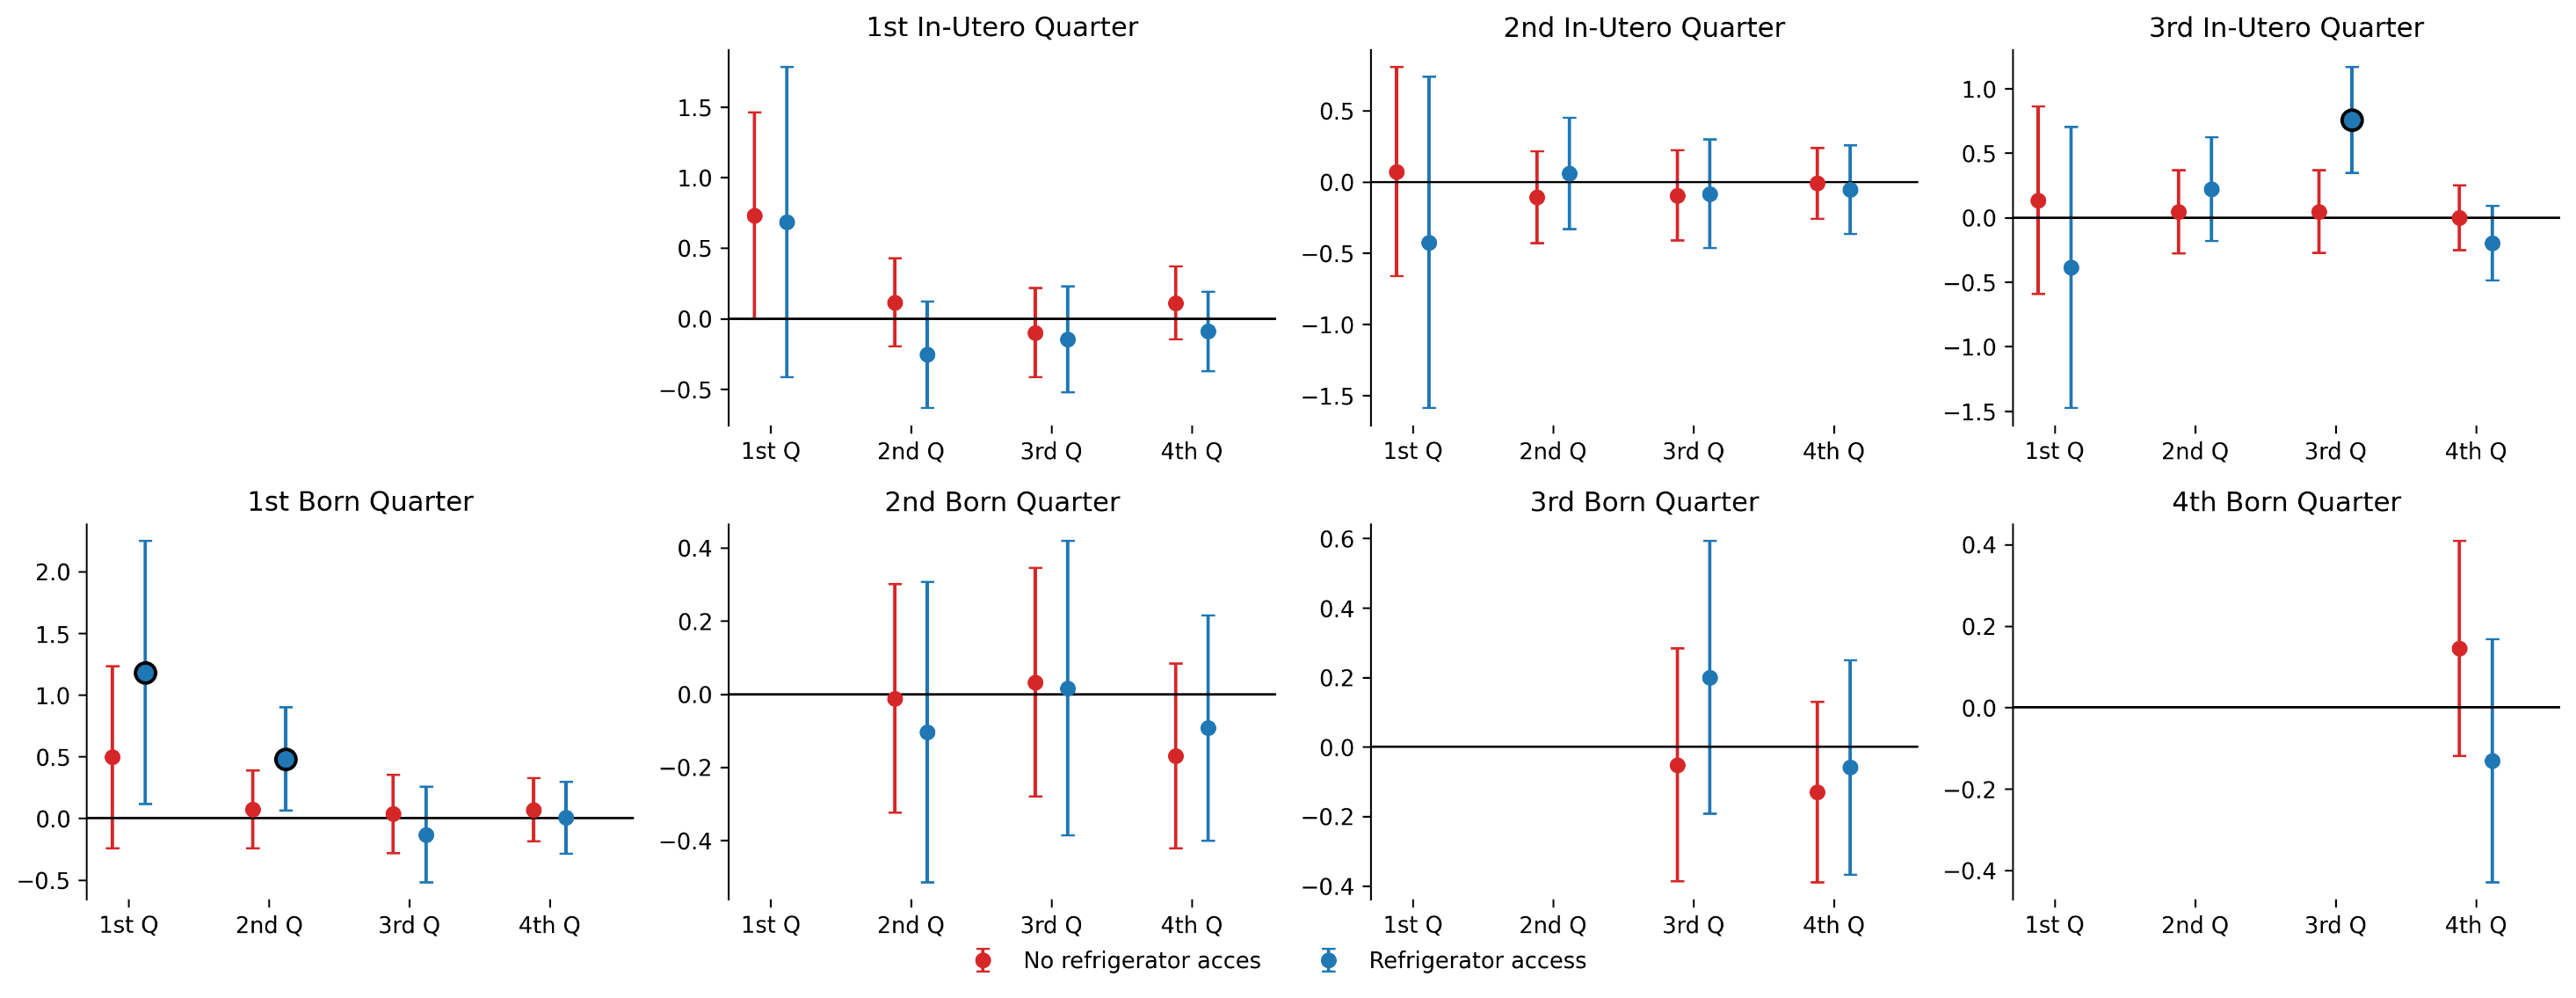 1st In-Utero Quarter
1.5
1.0
0.5
0.0
−0.5
1st Q 2nd Q 3rd Q 4th Q
2nd In-Utero Quarter
0.5
0.0
−0.5
−1.0
−1.5
1st Q 2nd Q 3rd Q 4th Q
3rd In-Utero Quarter
1.0
0.5
0.0
−0.5
−1.0
−1.5
1st Q 2nd Q 3rd Q 4th Q
1st Born Quarter
2.0
1.5
1.0
0.5
0.0
−0.5
1st Q 2nd Q 3rd Q 4th Q
2nd Born Quarter
0.4
0.2
0.0
−0.2
−0.4
1st Q 2nd Q 3rd Q 4th Q
3rd Born Quarter
0.6
0.4
0.2
0.0
−0.2
−0.4
1st Q 2nd Q 3rd Q 4th Q
4th Born Quarter
0.4
0.2
0.0
−0.2
−0.4
1st Q 2nd Q 3rd Q 4th Q
No refrigerator acces Refrigerator access